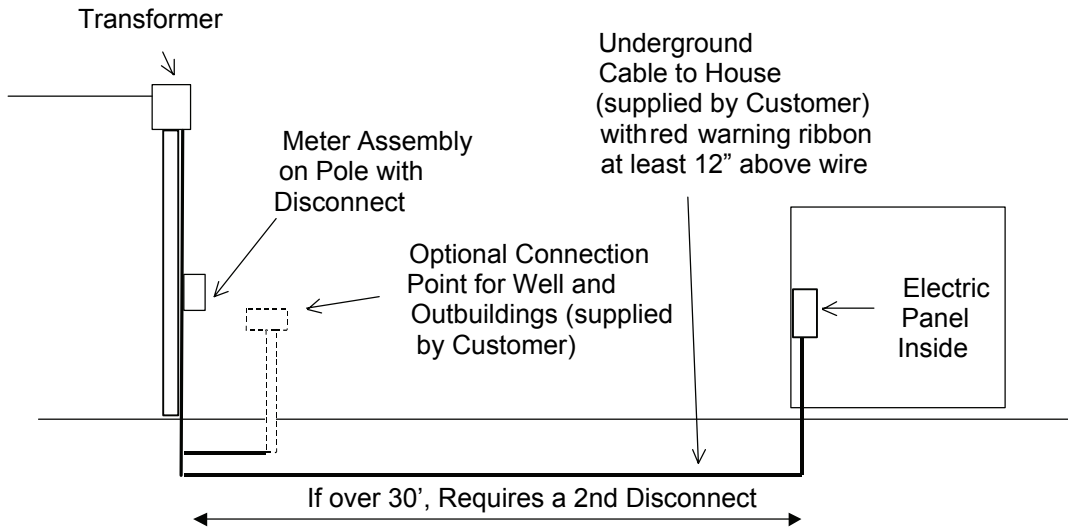 Transformer
Underground
Cable to House
(supplied by Customer)
with red warning ribbon
at least 12” above wire
Meter Assembly
on Pole with
Disconnect
Optional Connection
Point for Well and
Outbuildings (supplied
by Customer)
Electric
Panel
Inside
If over 30’, Requires a 2nd Disconnect